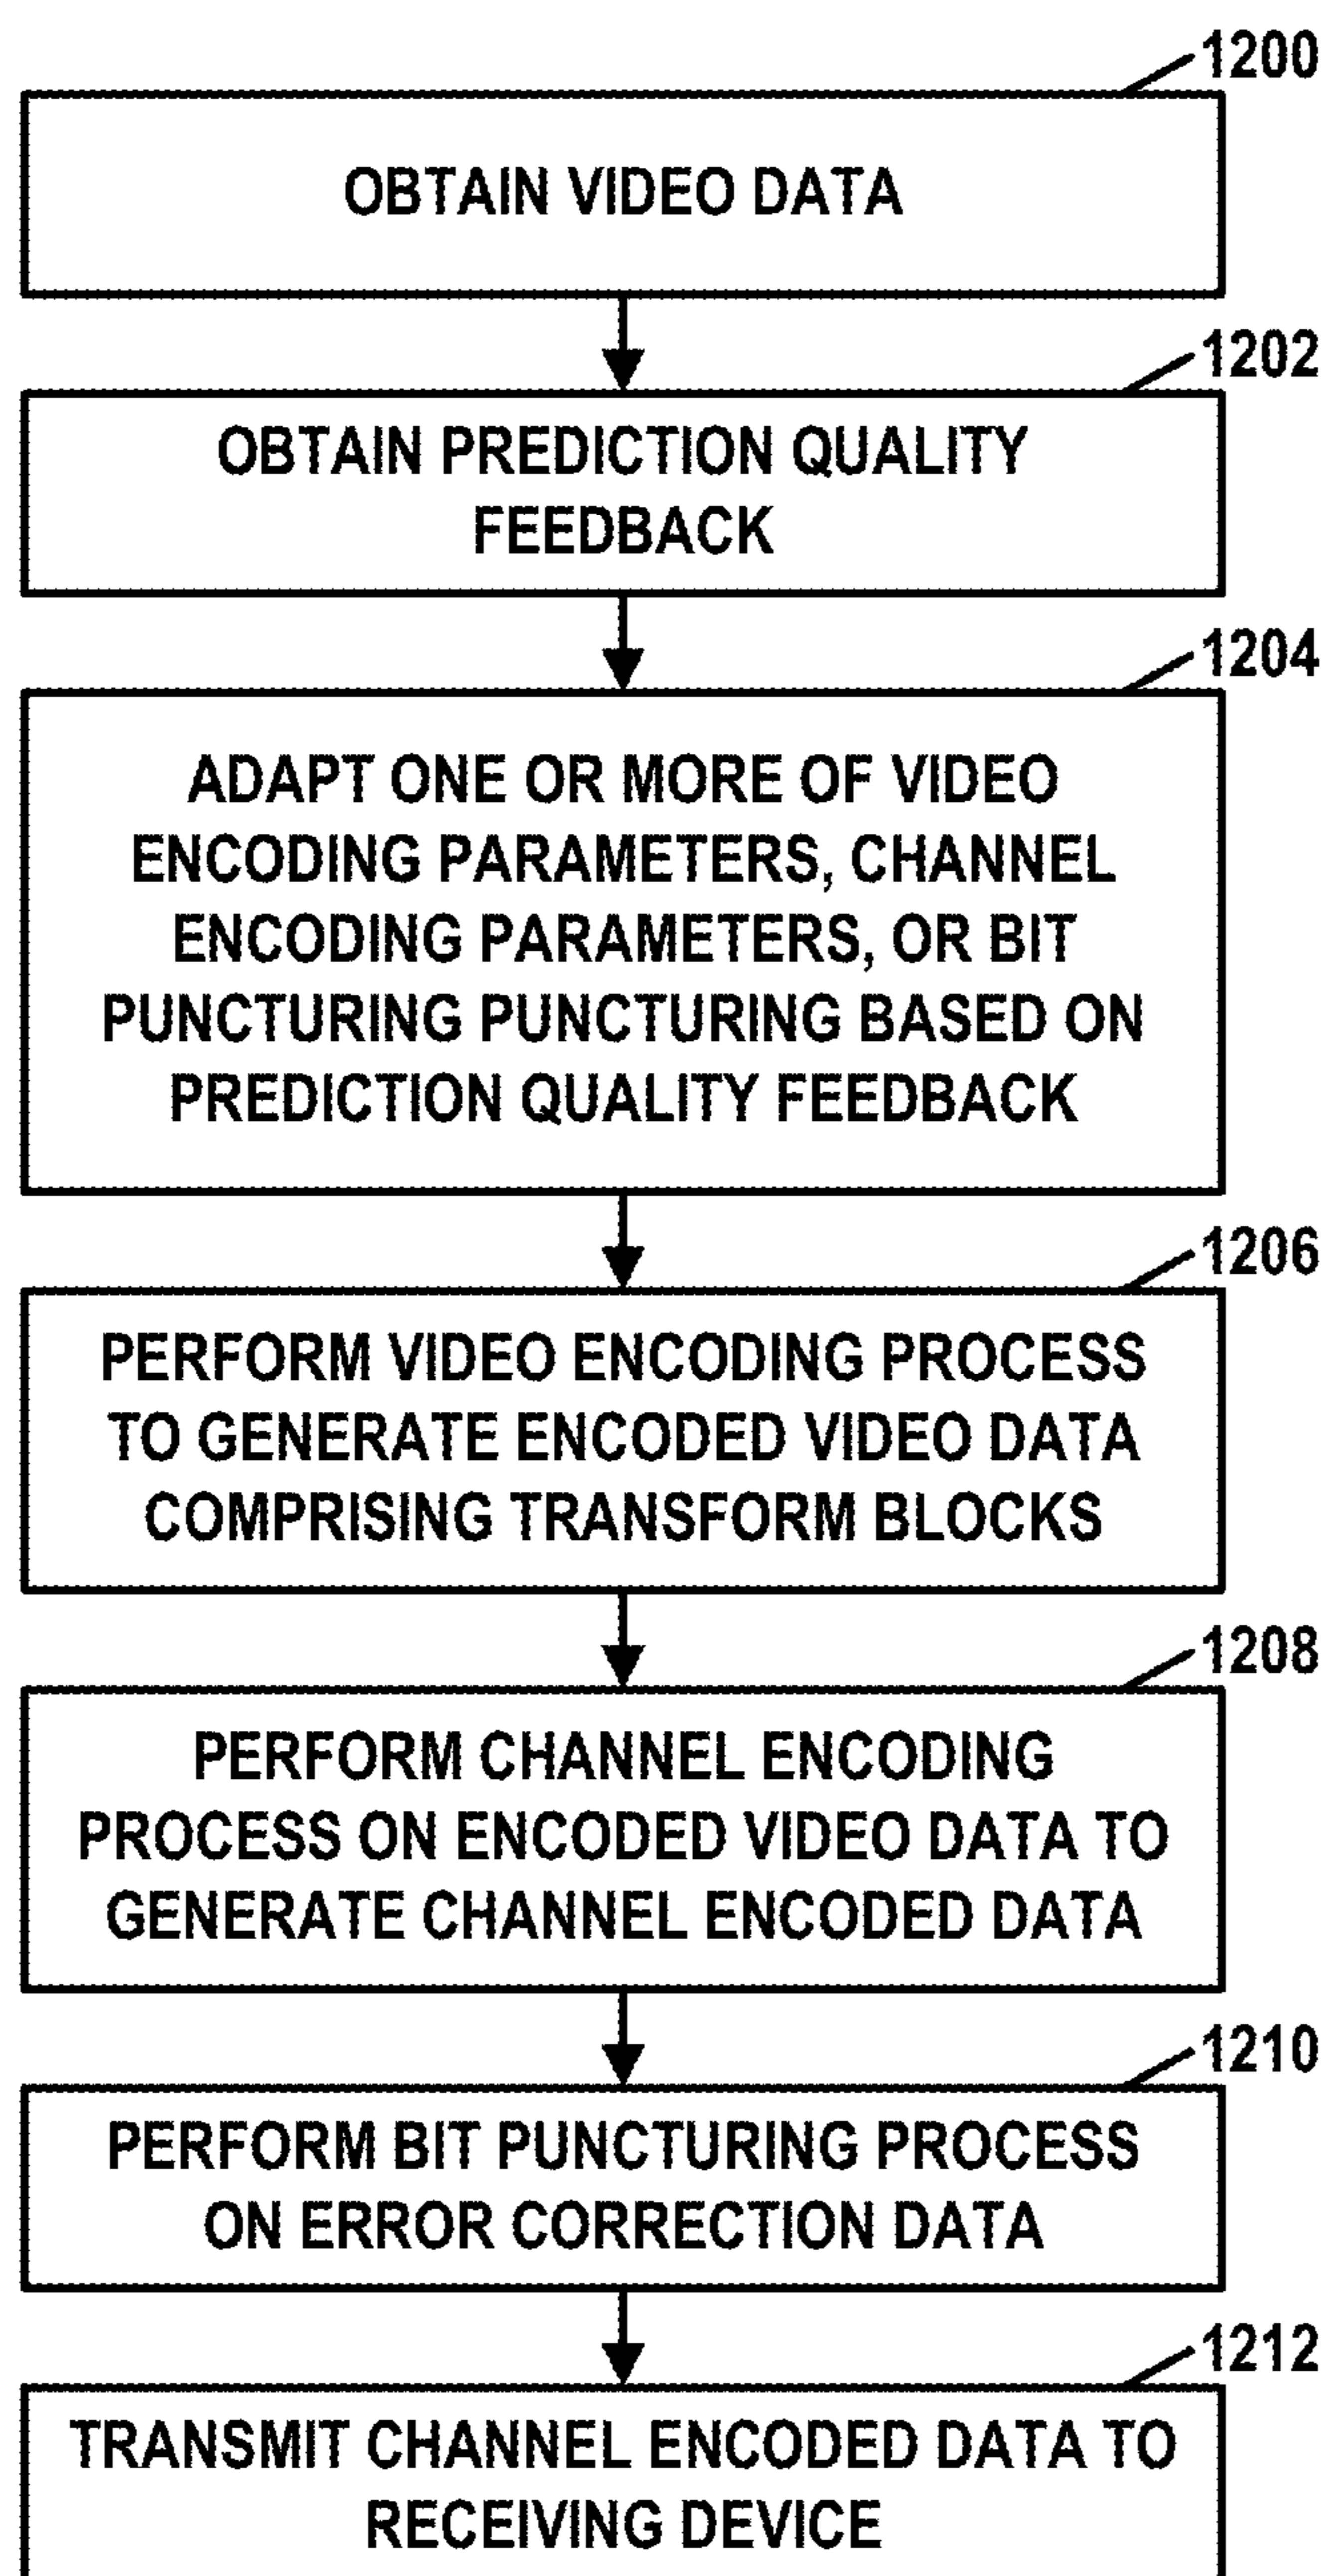 1200
OBTAIN VIDEO DATA
1202
OBTAIN PREDICTION QUALITY
FEEDBACK
1204
ADAPT ONE OR MORE OF VIDEO
ENCODING PARAMETERS, CHANNEL
ENCODING PARAMETERS, OR BIT
PUNCTURING PUNCTURING BASED ON
PREDICTION QUALITY FEEDBACK
1206
PERFORM VIDEO ENCODING PROCESS
TO GENERATE ENCODED VIDEO DATA
COMPRISING TRANSFORM BLOCKS
1208
PERFORM CHANNEL ENCODING
PROCESS ON ENCODED VIDEO DATA TO
GENERATE CHANNEL ENCODED DATA
1210
PERFORM BIT PUNCTURING PROCESS
ON ERROR CORRECTION DATA
1212
TRANSMIT CHANNEL ENCODED DATA TO
RECEIVING DEVICE